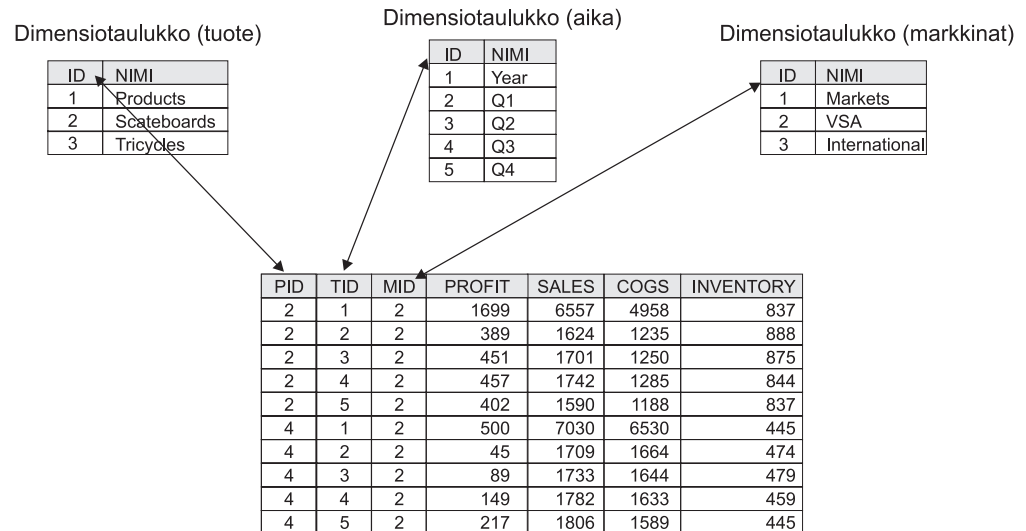 Dimensiotaulukko (tuote)
ID NIMI
1 Products
2 Scateboards
3 Tricycles
Dimensiotaulukko (aika)
ID NIMI
1 Year
2 Q1
3 Q2
4 Q3
5 Q4
Dimensiotaulukko (markkinat)
ID NIMI
1 Markets
2 VSA
3 International
PID TID MID PROFIT SALES COGS INVENTORY
2 1 2 1699 6557 4958 837
2 2 2 389 1624 1235 888
2 3 2 451 1701 1250 875
2 4 2 457 1742 1285 844
2 5 2 402 1590 1188 837
4 1 2 500 7030 6530 445
4 2 2 45 1709 1664 474
4 3 2 89 1733 1644 479
4 4 2 149 1782 1633 459
4 5 2 217 1806 1589 445